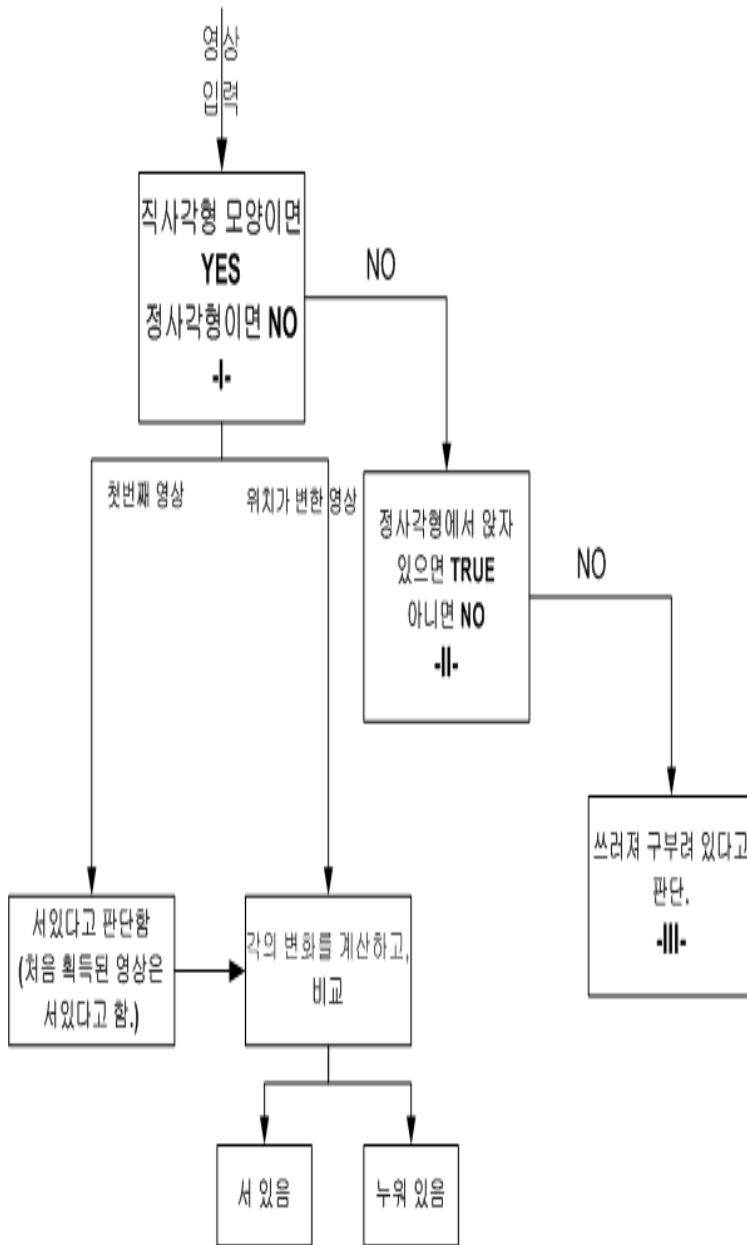 영상
입력
직사각형 모양이면
YES
정사각형이면 NO
-I-
NO
첫번째 영상
위치가 변한 영상
정사각형에서 앉자
있으면 TRUE
아니면 NO
-II-
NO
쓰러져 구부려 있다고
판단.
-III-
서있다고 판단함
(처음 획득된 영상은
서있다고 함.)
각의 변화를 계산하고,
비교
서 있음
누워 있음